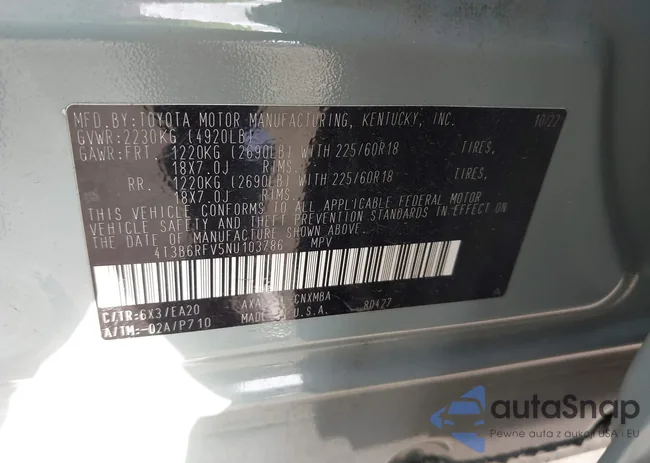 MFD. BY: TOYOTA MOTOR MANUFACTURING, KENTUCKY, INC. 10/22
GVWR: 2230KG (4920LB)
GAWR: FRT. 1220KG (2690LB) WITH 225/60R18 TIRES,
18X7.0J RIMS,
RR. 1220KG (2690LB) WITH 225/60R18 TIRES,
18X7.0J RIMS,
THIS VEHICLE CONFORMS TO ALL APPLICABLE FEDERAL MOTOR
VEHICLE SAFETY AND THEFT PREVENTION STANDARDS IN EFFECT
ON THE DATE OF MANUFACTURE SHOWN ABOVE.
4T3B6RFV5NU103786 MPV
C/TR: 6X3/EA20 CNXMBA
A/TM: -02A/P710 MADE IN U.S.A. 80427
autoSnap
Pewne auta z aukcji USA i EU